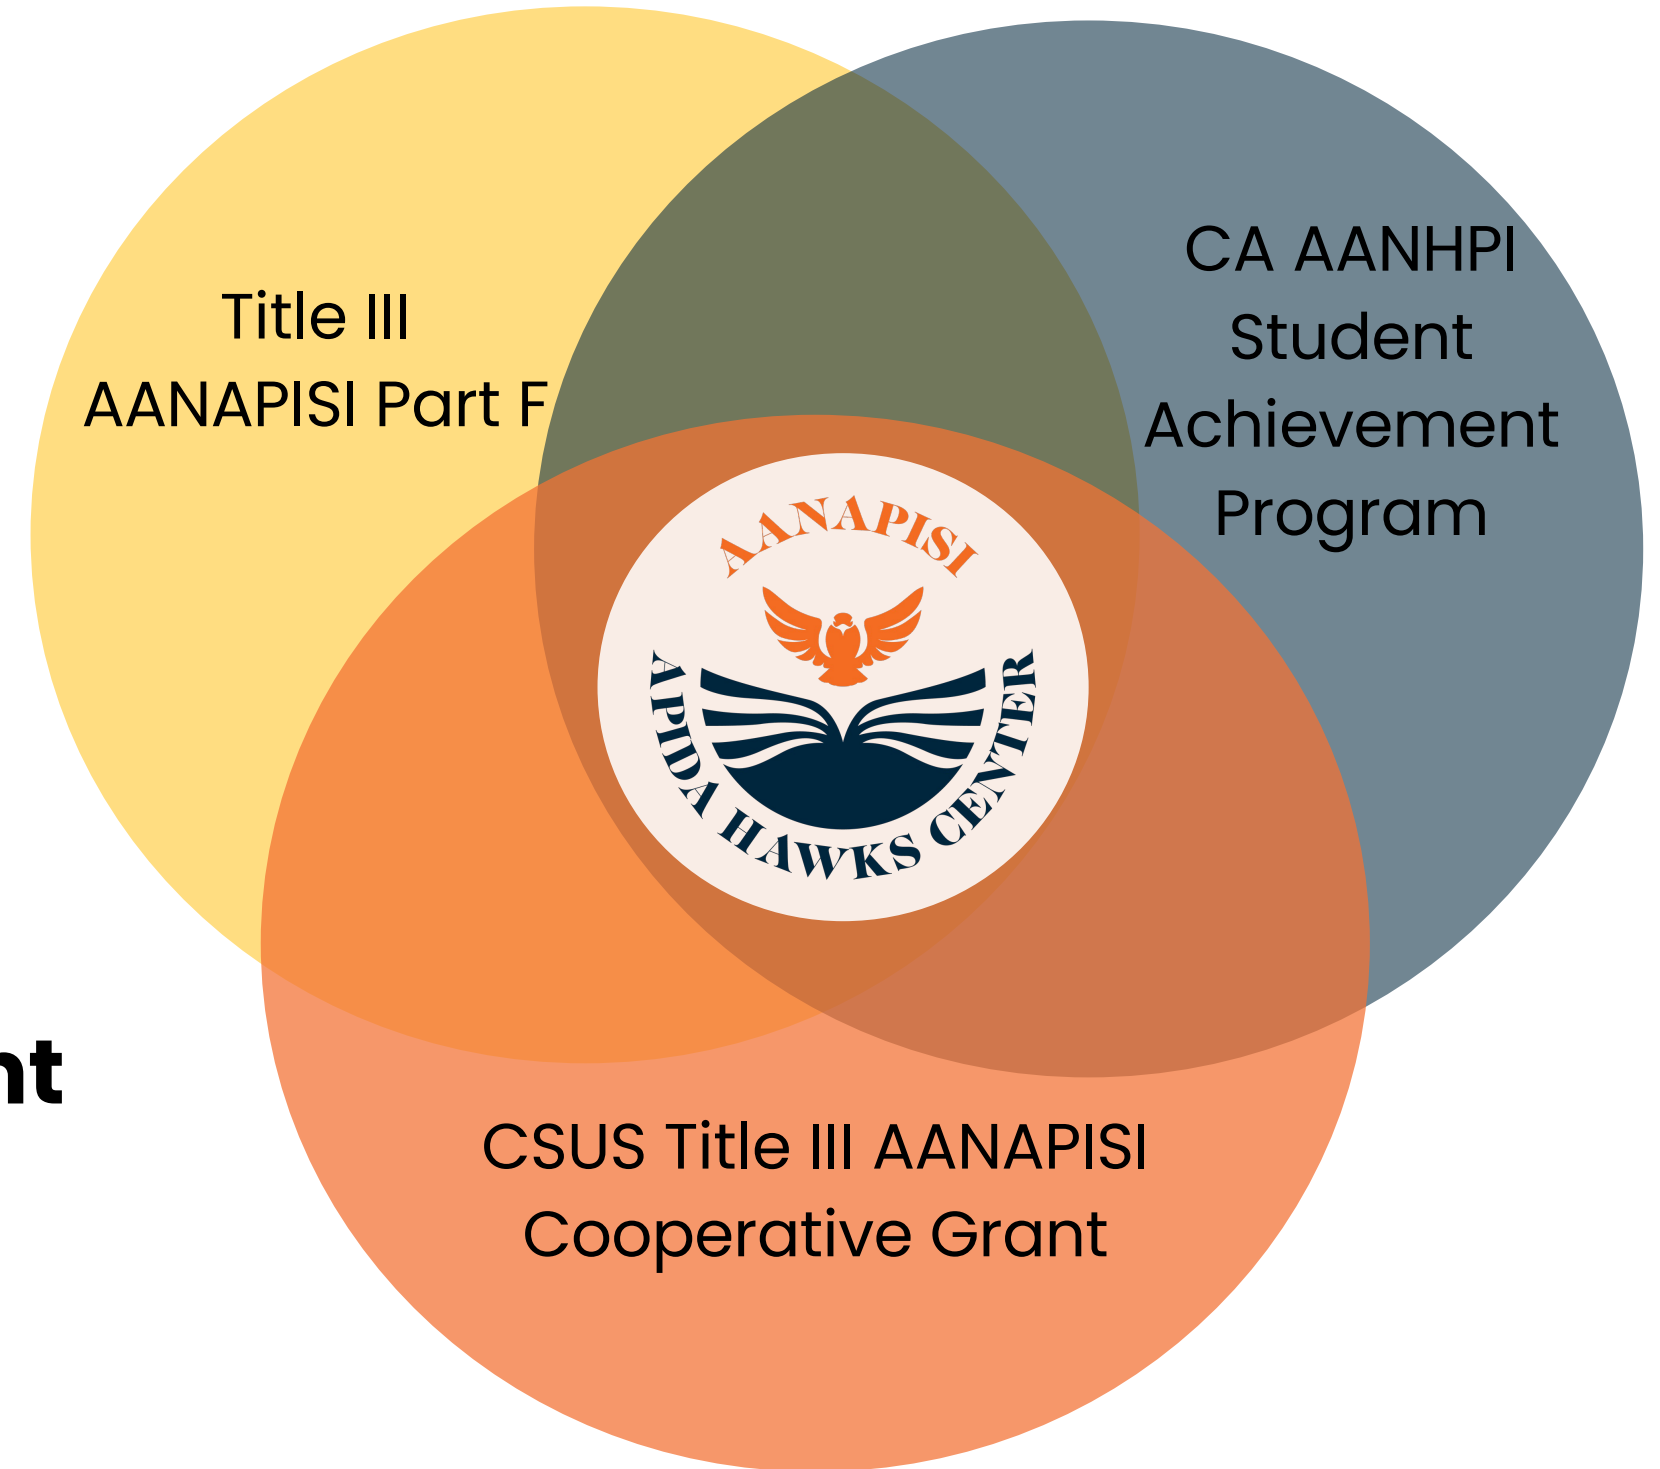 Title III
AANAPISI Part F
CA AANHPI
Student
Achievement
Program
AANAPISI
APIDA HAWKS CENTER
nt
CSUS Title III AANAPISI
Cooperative Grant